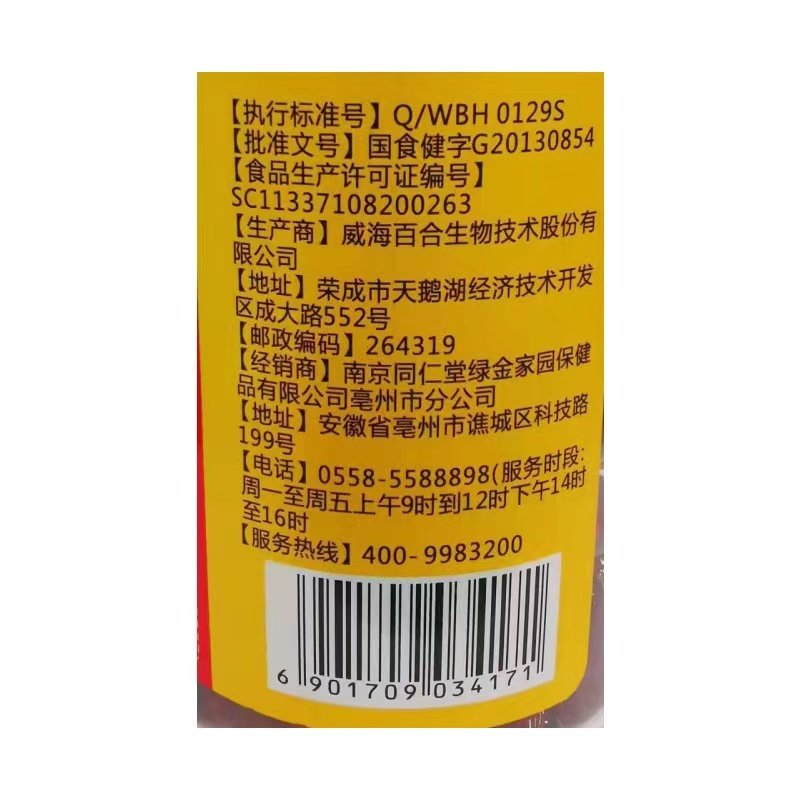 【执行标准号】Q/WBH 0129S
【批准文号】国食健字G20130854
【食品生产许可证编号】
SC11337108200263
【生产商】威海百合生物技术股份有
限公司
【地址】荣成市天鹅湖经济技术开发
区成大路552号
【邮政编码】264319
【经销商】南京同仁堂绿金家园保健
品有限公司亳州市分公司
【地址】安徽省亳州市谯城区科技路
199号
【电话】0558-5588898(服务时段:
周一至周五上午9时到12时下午14时
至16时
【服务热线】400-9983200
6 901709 034171